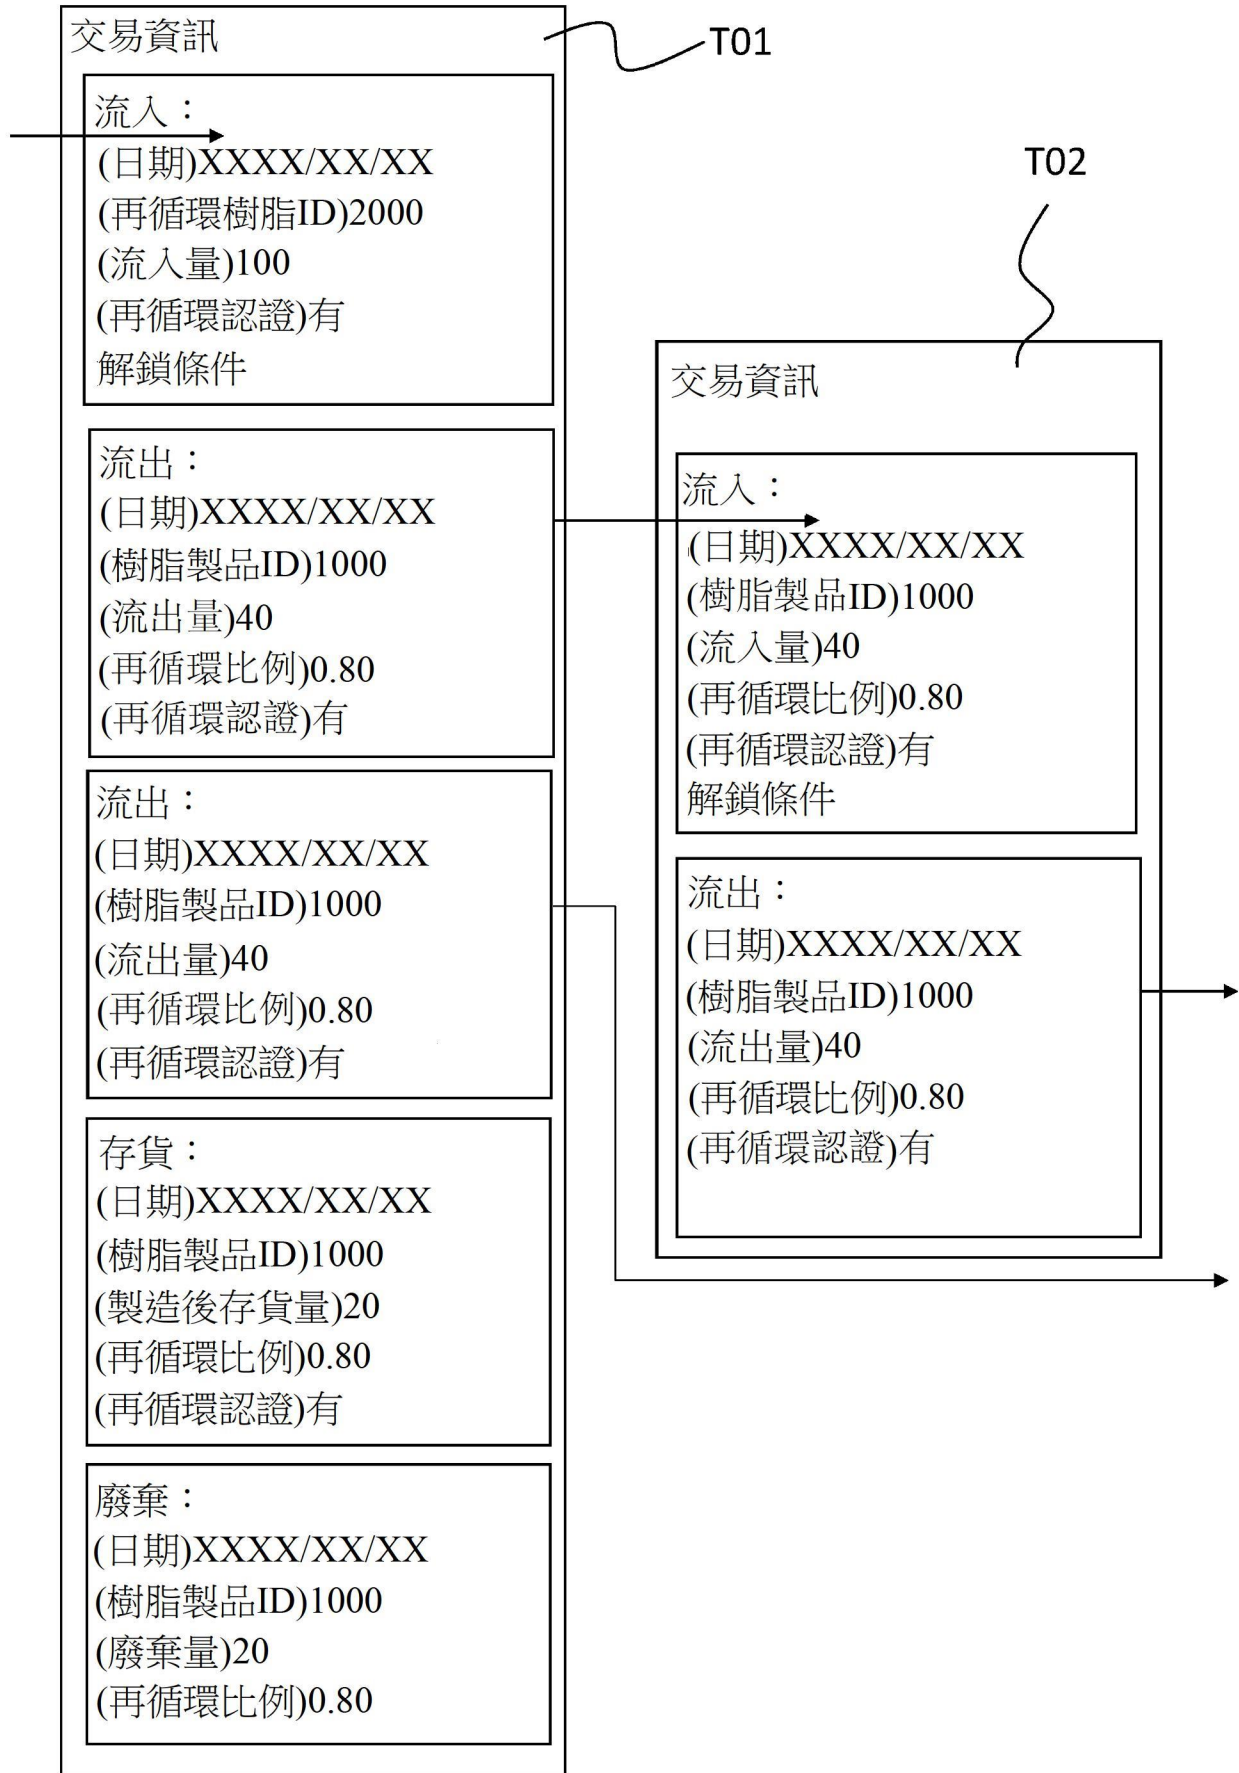 交易資訊
T01
流入：
(日期)XXXX/XX/XX
(再循環樹脂ID)2000
(流入量)100
(再循環認證)有
解鎖條件
流出：
(日期)XXXX/XX/XX
(樹脂製品ID)1000
(流出量)40
(再循環比例)0.80
(再循環認證)有
流出：
(日期)XXXX/XX/XX
(樹脂製品ID)1000
(流出量)40
(再循環比例)0.80
(再循環認證)有
存貨：
(日期)XXXX/XX/XX
(樹脂製品ID)1000
(製造後存貨量)20
(再循環比例)0.80
(再循環認證)有
廢棄：
(日期)XXXX/XX/XX
(樹脂製品ID)1000
(廢棄量)20
(再循環比例)0.80
T02
交易資訊
流入：
(日期)XXXX/XX/XX
(樹脂製品ID)1000
(流入量)40
(再循環比例)0.80
(再循環認證)有
解鎖條件
流出：
(日期)XXXX/XX/XX
(樹脂製品ID)1000
(流出量)40
(再循環比例)0.80
(再循環認證)有